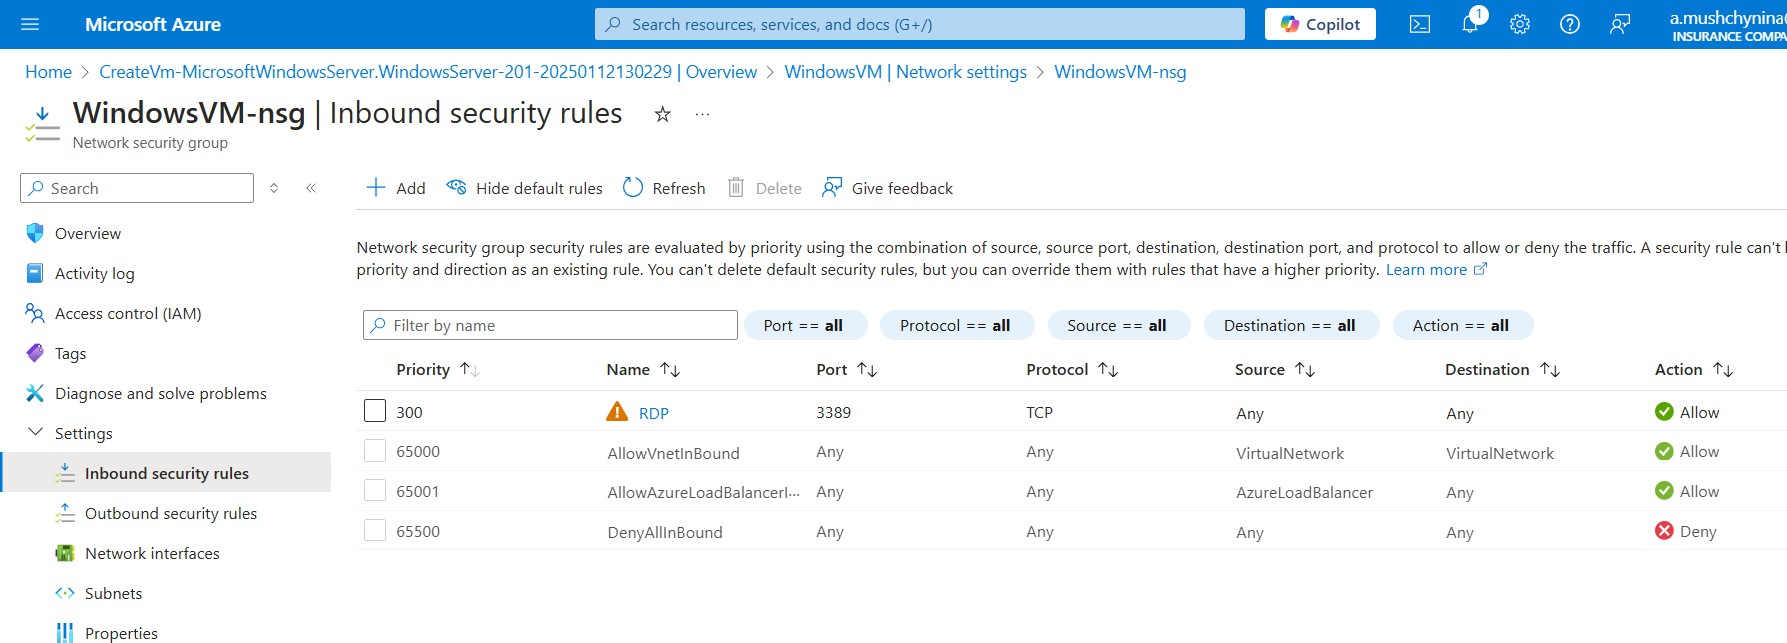 Microsoft Azure
Search resources, services, and docs (G+/)
Copilot
1
a.mushchynina@
INSURANCE COMPA
Home > CreateVm-MicrosoftWindowsServer.WindowsServer-201-20250112130229 | Overview > WindowsVM | Network settings > WindowsVM-nsg
WindowsVM-nsg | Inbound security rules ☆ ...
Network security group
Search
Add Hide default rules Refresh Delete Give feedback
Overview
Activity log
Access control (IAM)
Tags
Diagnose and solve problems
Settings
Inbound security rules
Outbound security rules
Network interfaces
Subnets
Properties
Network security group security rules are evaluated by priority using the combination of source, source port, destination, destination port, and protocol to allow or deny the traffic. A security rule can't
priority and direction as an existing rule. You can't delete default security rules, but you can override them with rules that have a higher priority. Learn more
Filter by name
Port == all Protocol == all Source == all Destination == all Action == all
Priority Name Port Protocol Source Destination Action
300 RDP 3389 TCP Any Any Allow
65000 AllowVnetInBound Any Any VirtualNetwork VirtualNetwork Allow
65001 AllowAzureLoadBalancerI... Any Any AzureLoadBalancer Any Allow
65500 DenyAllInBound Any Any Any Any Deny